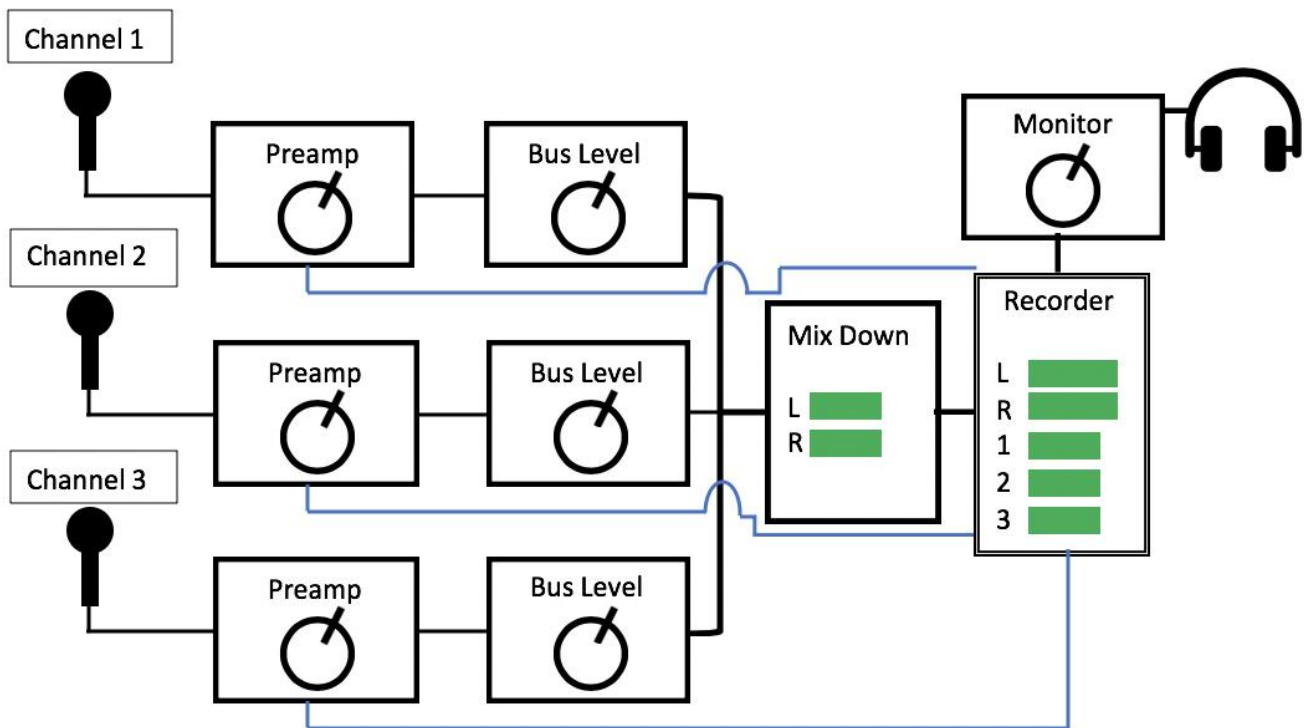 Channel 1
Preamp
Bus Level
Monitor
Channel 2
Preamp
Bus Level
Mix Down
L
R
Recorder
L
R
1
2
3
Channel 3
Preamp
Bus Level